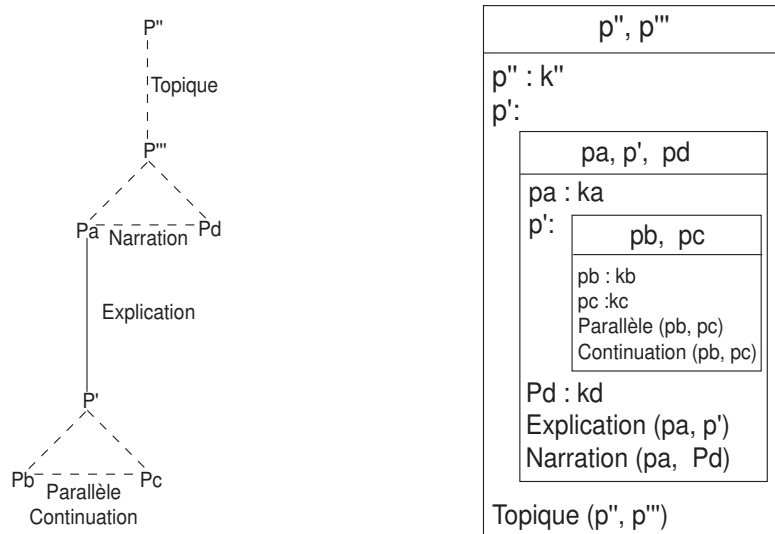 P''
Topique
P'''
Pa
Narration
Pd
Explication
P'
Pb
Parallèle
Pc
Continuation
p'', p'''
p'' : k''
p':
pa, p', pd
pa : ka
p':
pb, pc
pb : kb
pc :kc
Parallèle (pb, pc)
Continuation (pb, pc)
Pd : kd
Explication (pa, p')
Narration (pa, Pd)
Topique (p'', p''')